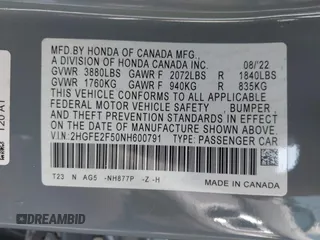 MFD.BY HONDA OF CANADA MFG.,
A DIVISION OF HONDA CANADA INC. 08/'22
GVWR 3880LBS GAWR F 2072LBS R 1840LBS
GVWR 1760KG GAWR F 940KG R 835KG
THIS VEHICLE CONFORMS TO ALL APPLICABLE
FEDERAL MOTOR VEHICLE SAFETY , BUMPER ,
AND THEFT PREVENTION STANDARDS IN EFFECT
ON THE DATE OF MANUFACTURE SHOWN ABOVE.
V.I.N:2HGFE2F50NH600791 TYPE:PASSENGER CAR
T23 N AG5 -NH877P -Z -H
MADE IN CANADA
120 A1
DREAMBID